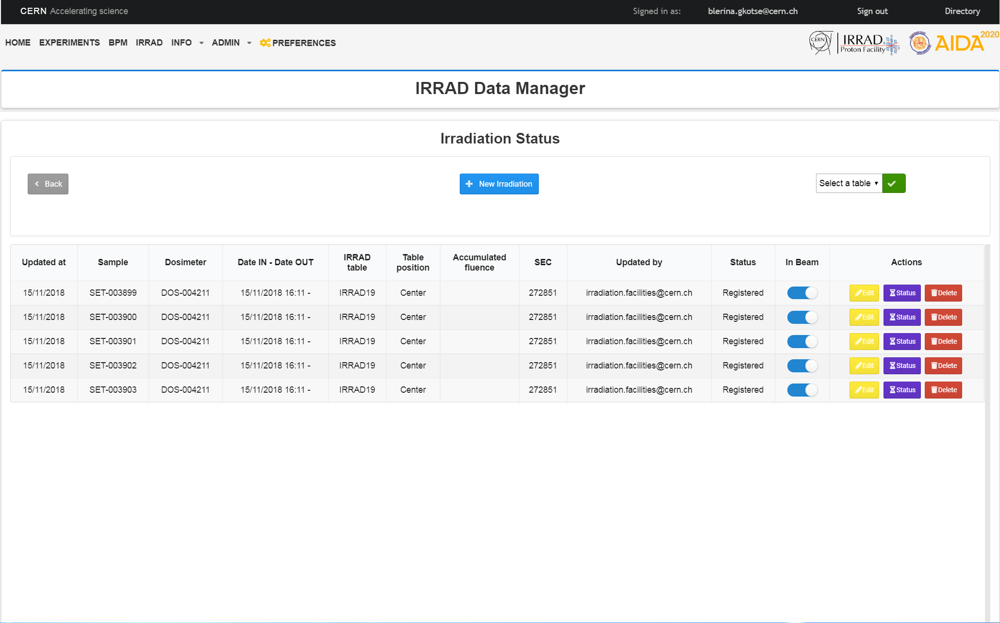 CERN Accelerating science
Signed in as: blerina.gkotse@cern.ch Sign out Directory
HOME EXPERIMENTS BPM IRRAD INFO ADMIN PREFERENCES
CERN IRRAD Proton Facility AIDA 2020
IRRAD Data Manager
Irradiation Status
Back New Irradiation Select a table
Updated at Sample Dosimeter Date IN - Date OUT IRRAD table Table position Accumulated fluence SEC Updated by Status In Beam Actions
15/11/2018 SET-003899 DOS-004211 15/11/2018 16:11 - IRRAD19 Center 272851 irradiation.facilities@cern.ch Registered Edit Status Delete
15/11/2018 SET-003900 DOS-004211 15/11/2018 16:11 - IRRAD19 Center 272851 irradiation.facilities@cern.ch Registered Edit Status Delete
15/11/2018 SET-003901 DOS-004211 15/11/2018 16:11 - IRRAD19 Center 272851 irradiation.facilities@cern.ch Registered Edit Status Delete
15/11/2018 SET-003902 DOS-004211 15/11/2018 16:11 - IRRAD19 Center 272851 irradiation.facilities@cern.ch Registered Edit Status Delete
15/11/2018 SET-003903 DOS-004211 15/11/2018 16:11 - IRRAD19 Center 272851 irradiation.facilities@cern.ch Registered Edit Status Delete